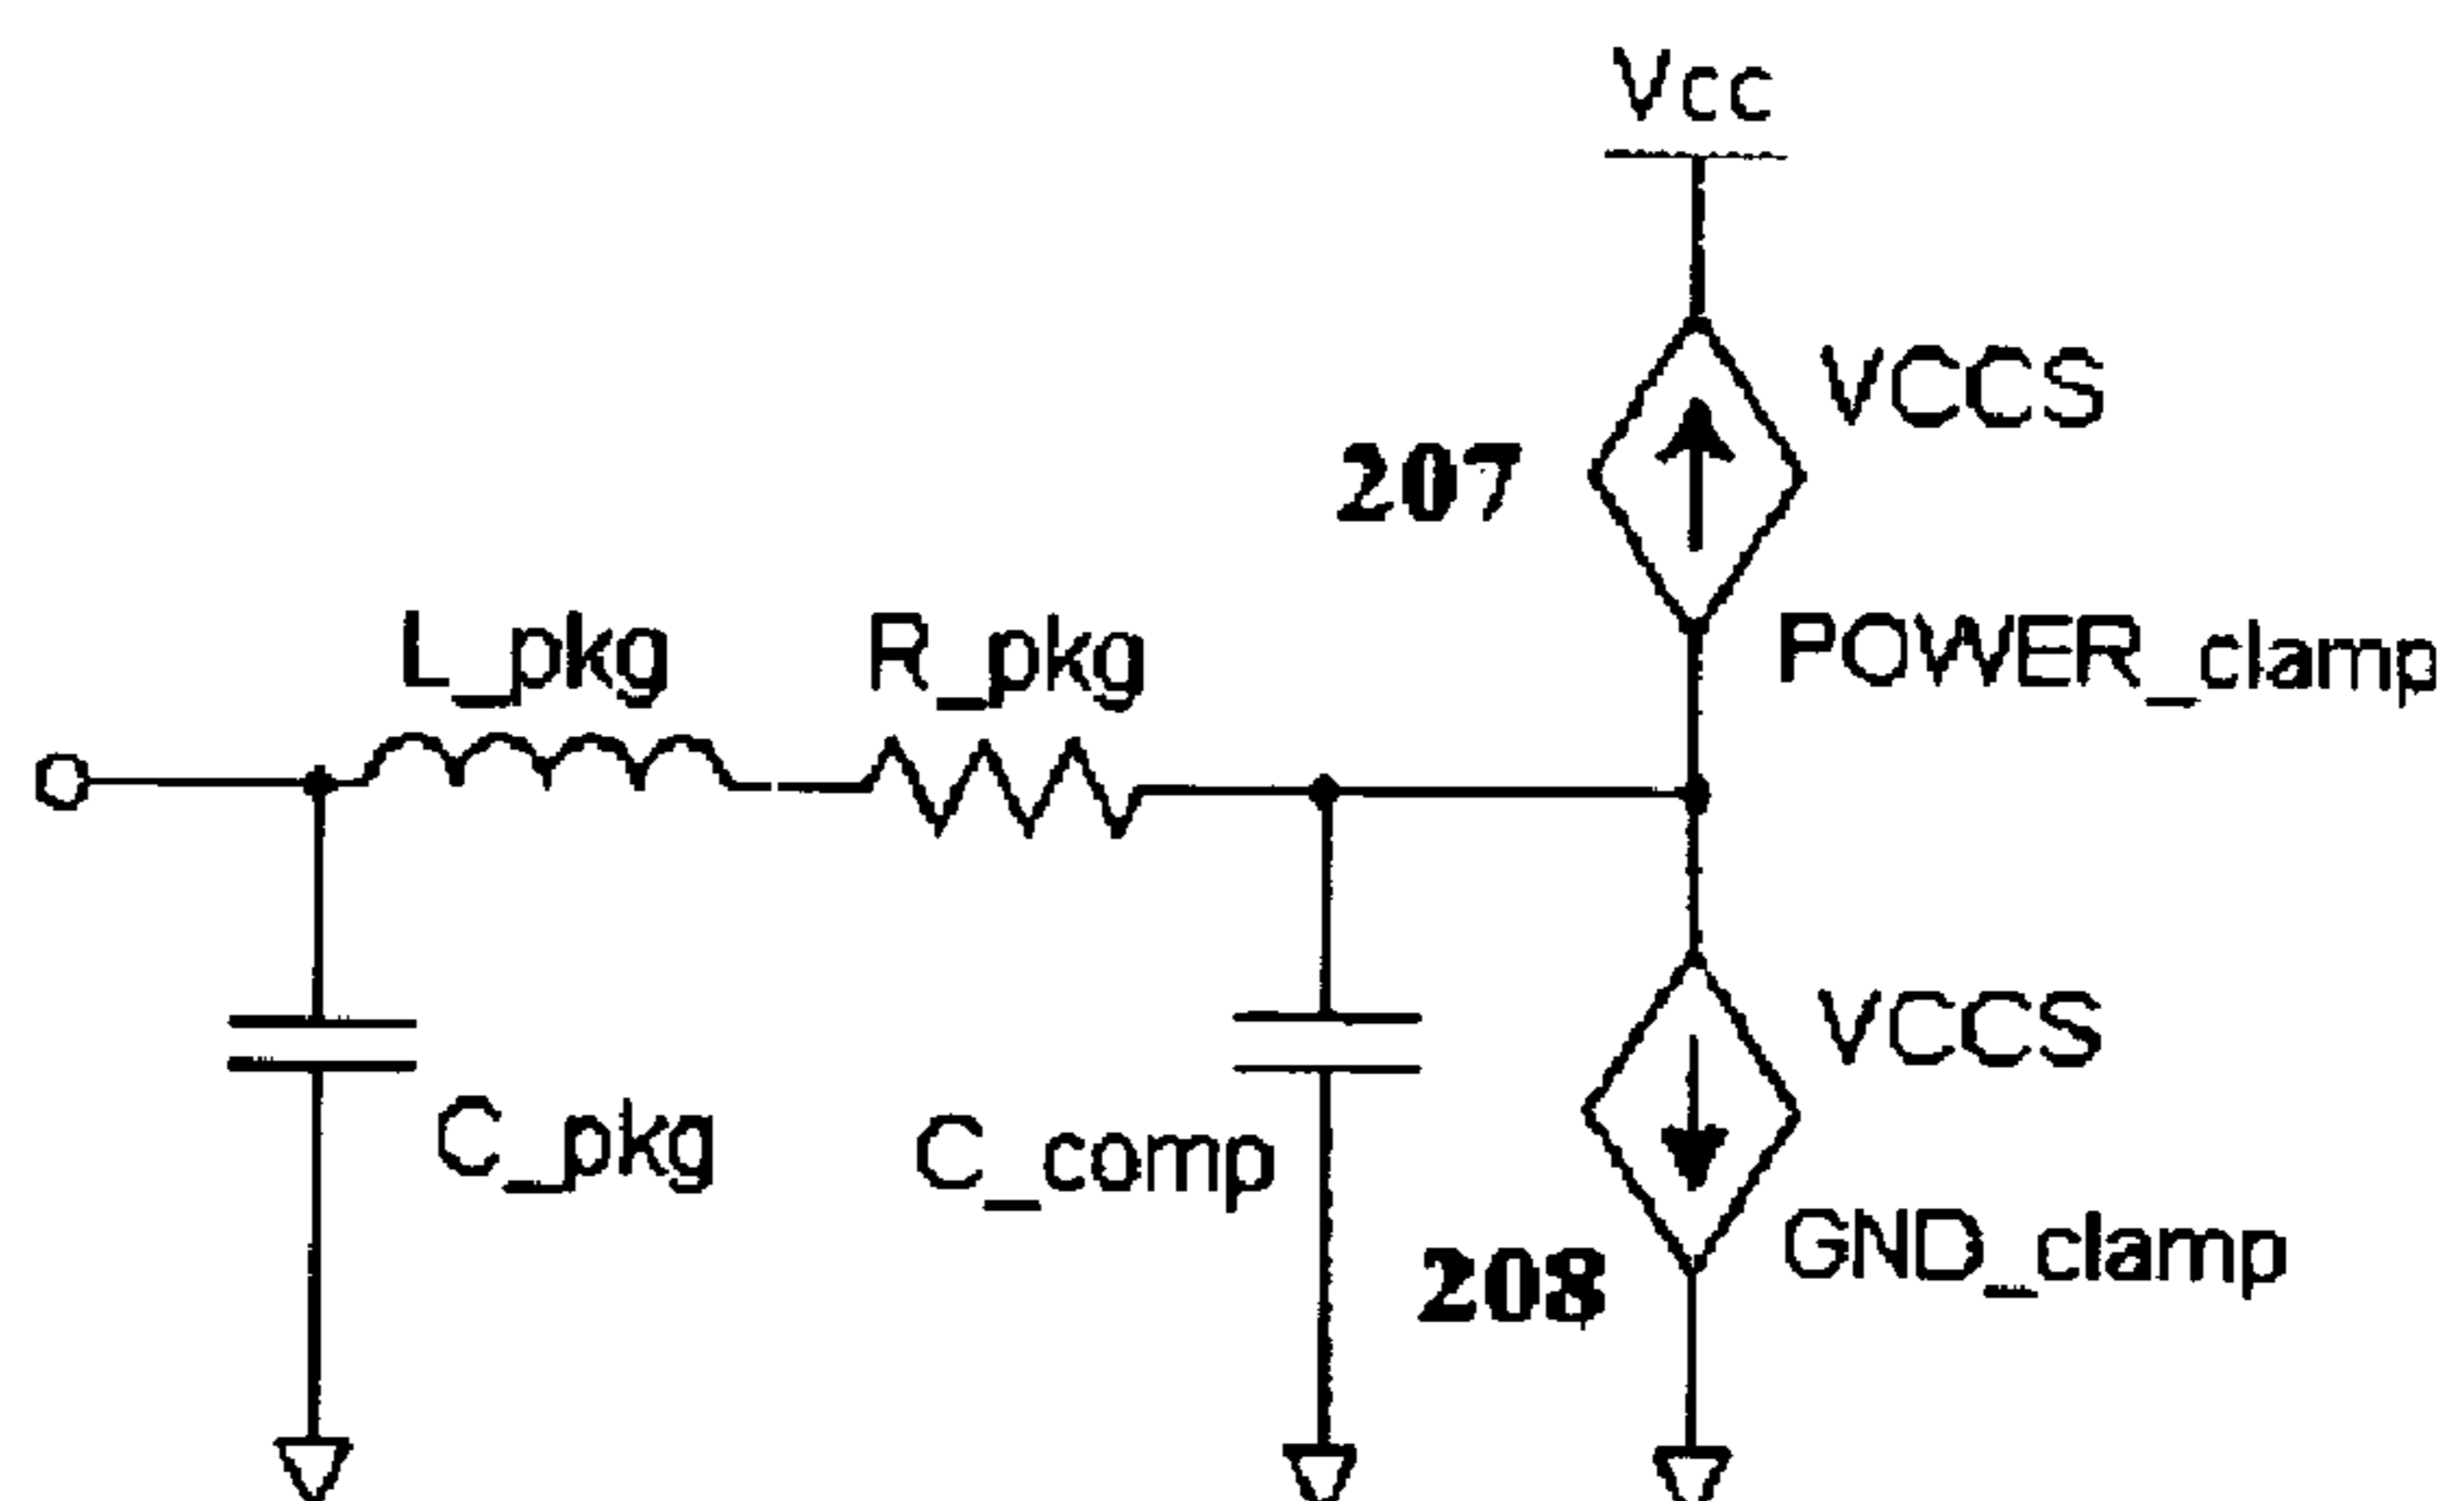 Vcc
VCCS
207
POWER_clamp
L_pkg
R_pkg
VCCS
C_pkg
C_comp
GND_clamp
208